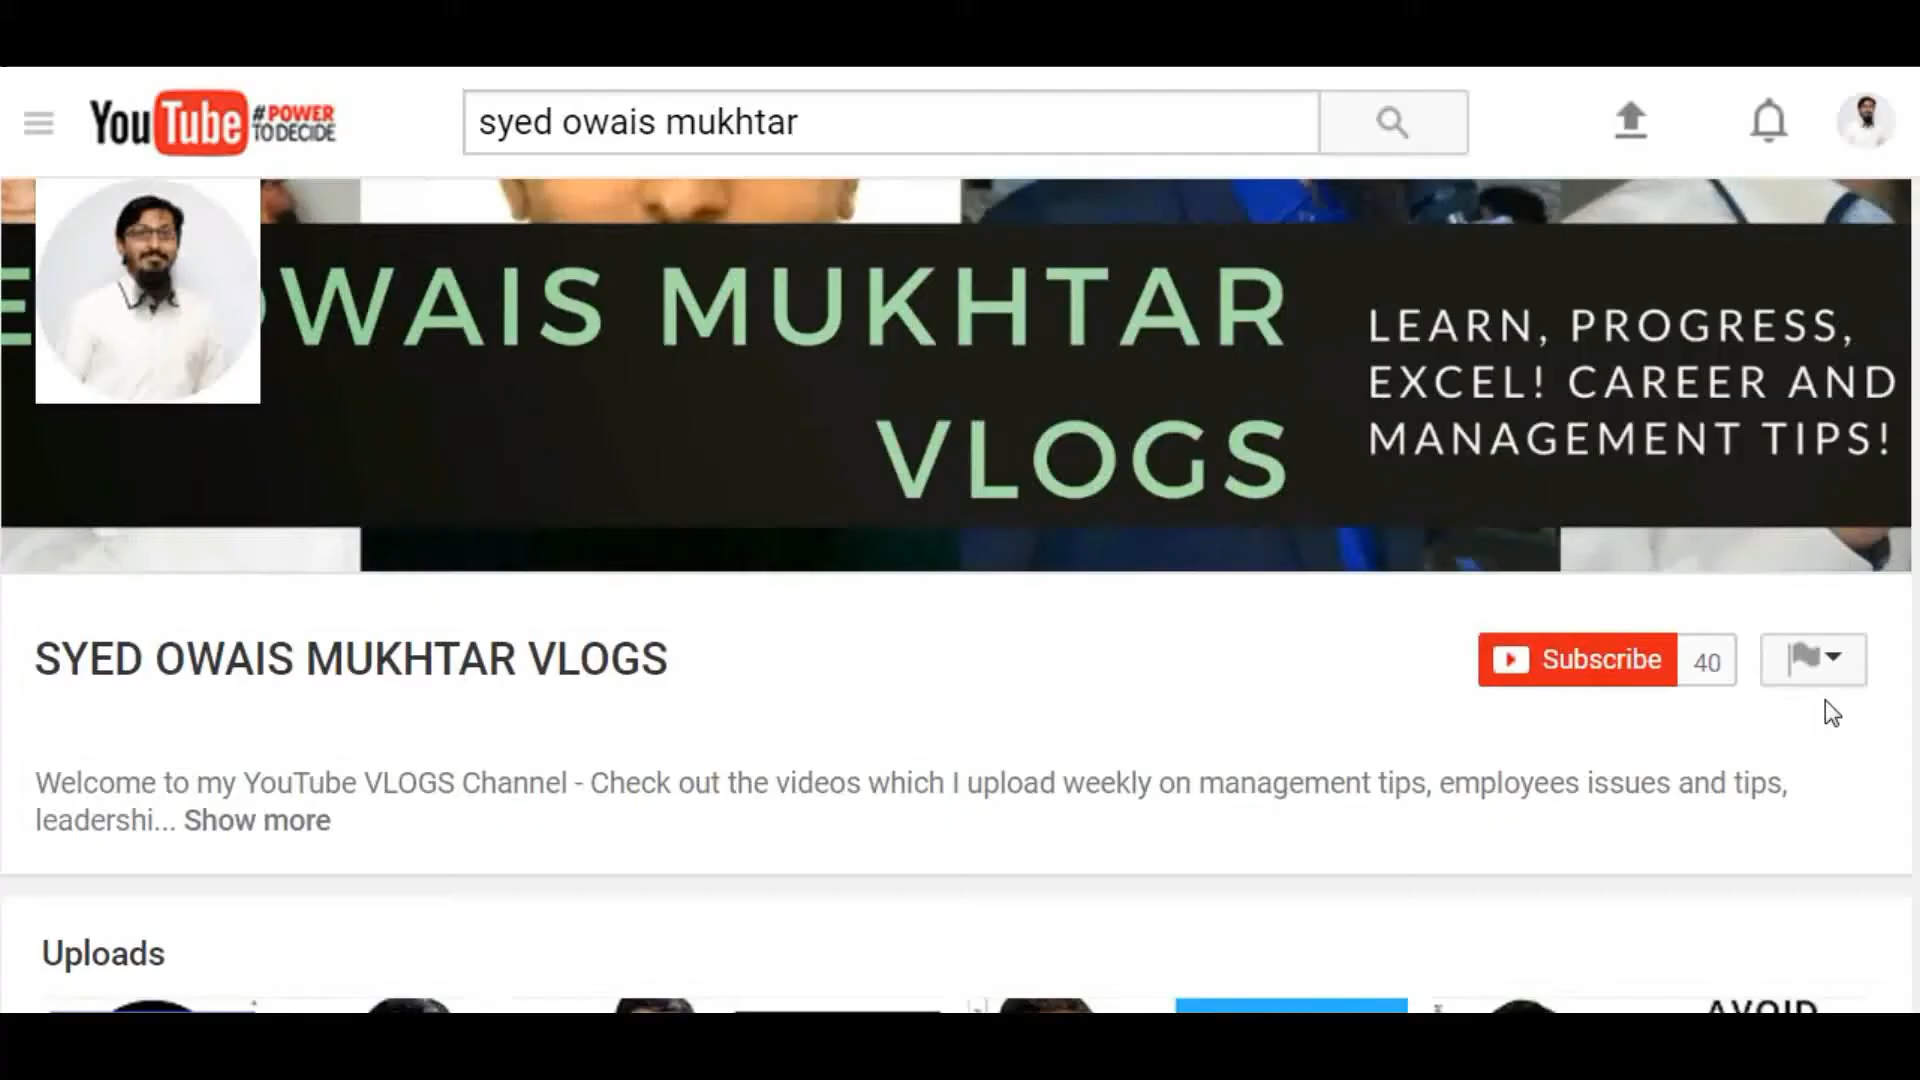 YouTube #POWER TO DECIDE
syed owais mukhtar
OWAIS MUKHTAR
VLOGS
LEARN, PROGRESS,
EXCEL! CAREER AND
MANAGEMENT TIPS!
SYED OWAIS MUKHTAR VLOGS
Subscribe 40
Welcome to my YouTube VLOGS Channel - Check out the videos which I upload weekly on management tips, employees issues and tips,
leadershi... Show more
Uploads
AVOID